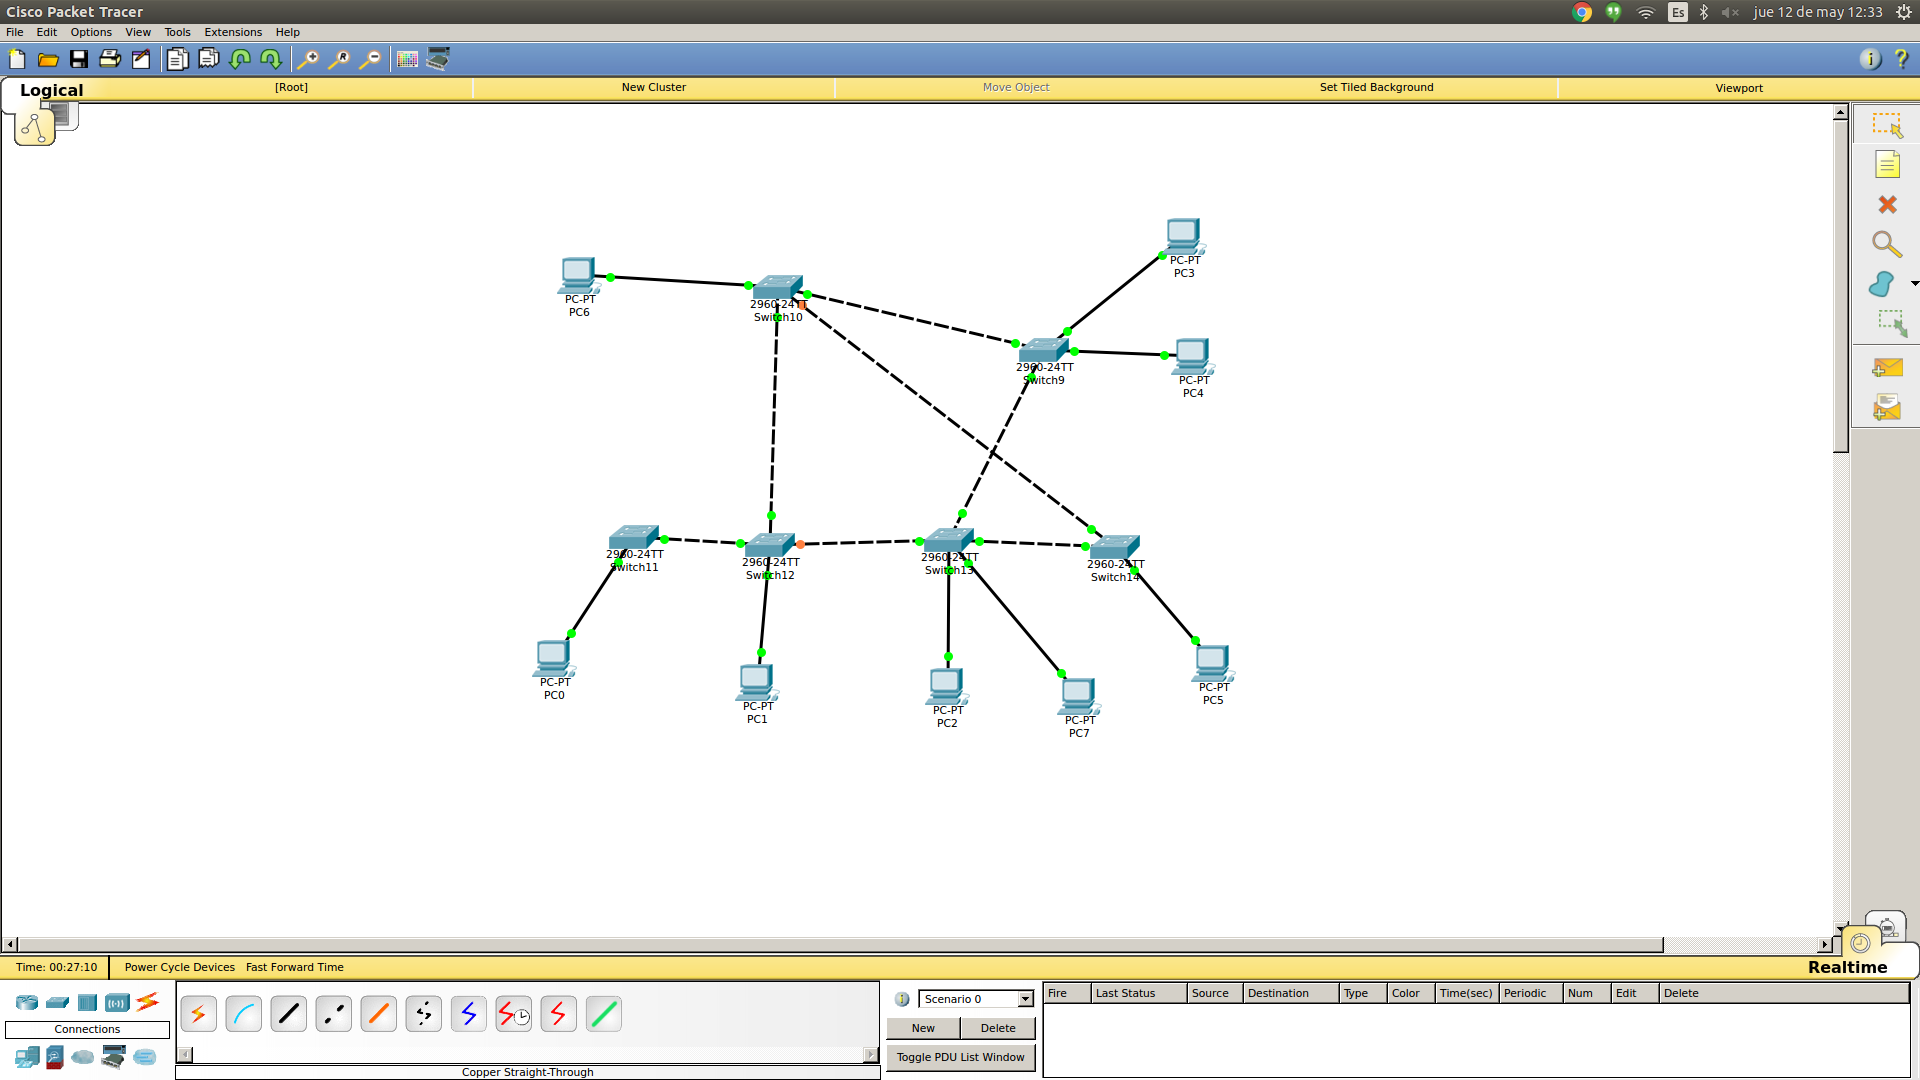 Cisco Packet Tracer
Es
jue 12 de may 12:33
File Edit Options View Tools Extensions Help
Logical
[Root]
New Cluster
Move Object
Set Tiled Background
Viewport
PC-PT
PC6
2960-24TT
Switch10
PC-PT
PC3
2960-24TT
Switch9
PC-PT
PC4
2960-24TT
Switch11
2960-24TT
Switch12
2960-24TT
Switch13
2960-24TT
Switch14
PC-PT
PC0
PC-PT
PC1
PC-PT
PC2
PC-PT
PC7
PC-PT
PC5
Time: 00:27:10
Power Cycle Devices Fast Forward Time
Realtime
Connections
Copper Straight-Through
Scenario 0
New
Delete
Toggle PDU List Window
Fire Last Status Source Destination Type Color Time(sec) Periodic Num Edit Delete